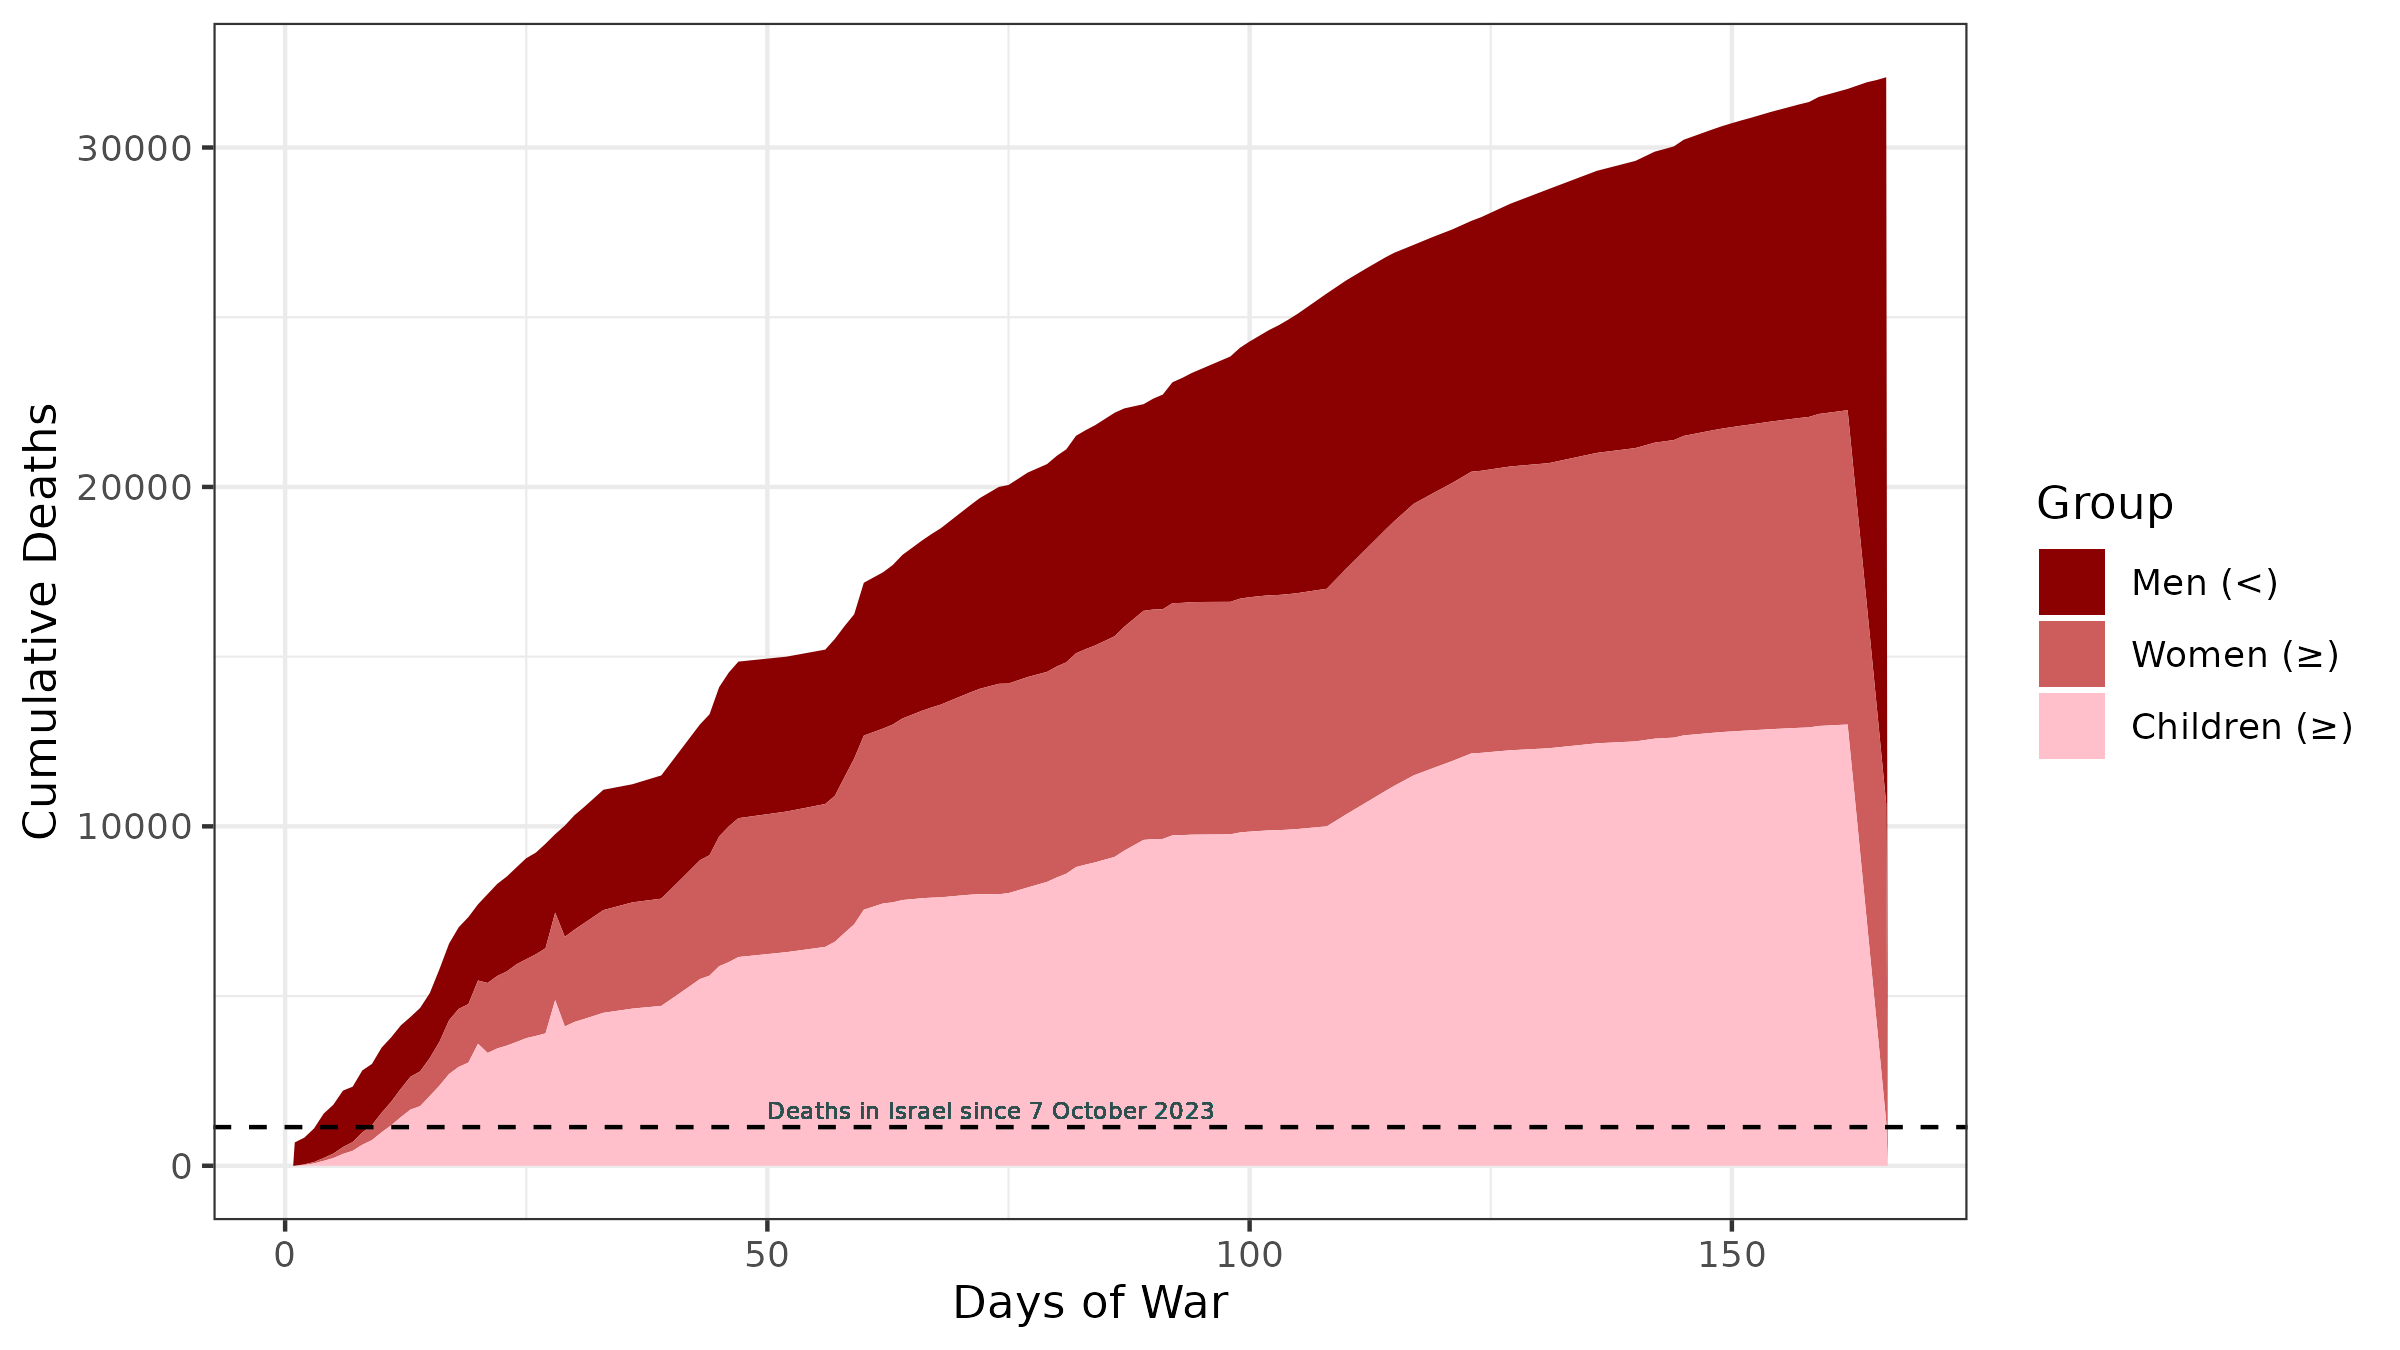 Cumulative Deaths
30000
20000
10000
0
Deaths in Israel since 7 October 2023
0 50 100 150
Days of War
Group
Men (<)
Women (≥)
Children (≥)